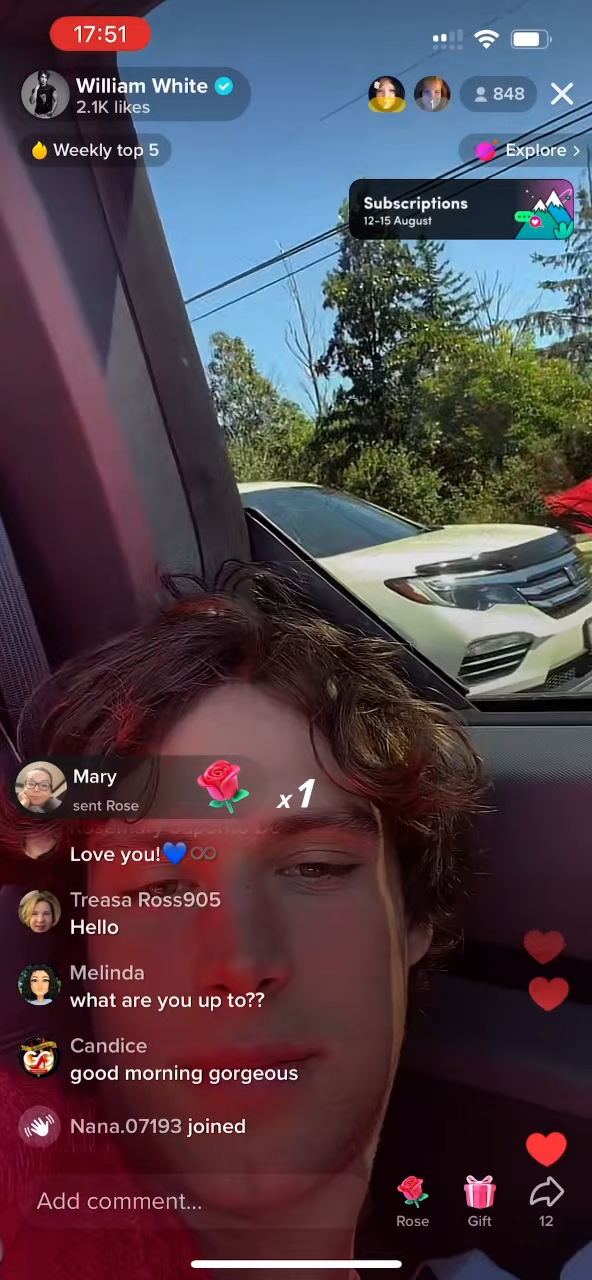 17:51
William White
2.1K likes
2
1
848
Weekly top 5
Explore >
Subscriptions
12-15 August
Mary
sent Rose
x1
Love you!💙♾
Treasa Ross905
Hello
Melinda
what are you up to??
Candice
good morning gorgeous
Nana.07193 joined
Add comment...
Rose
Gift
12